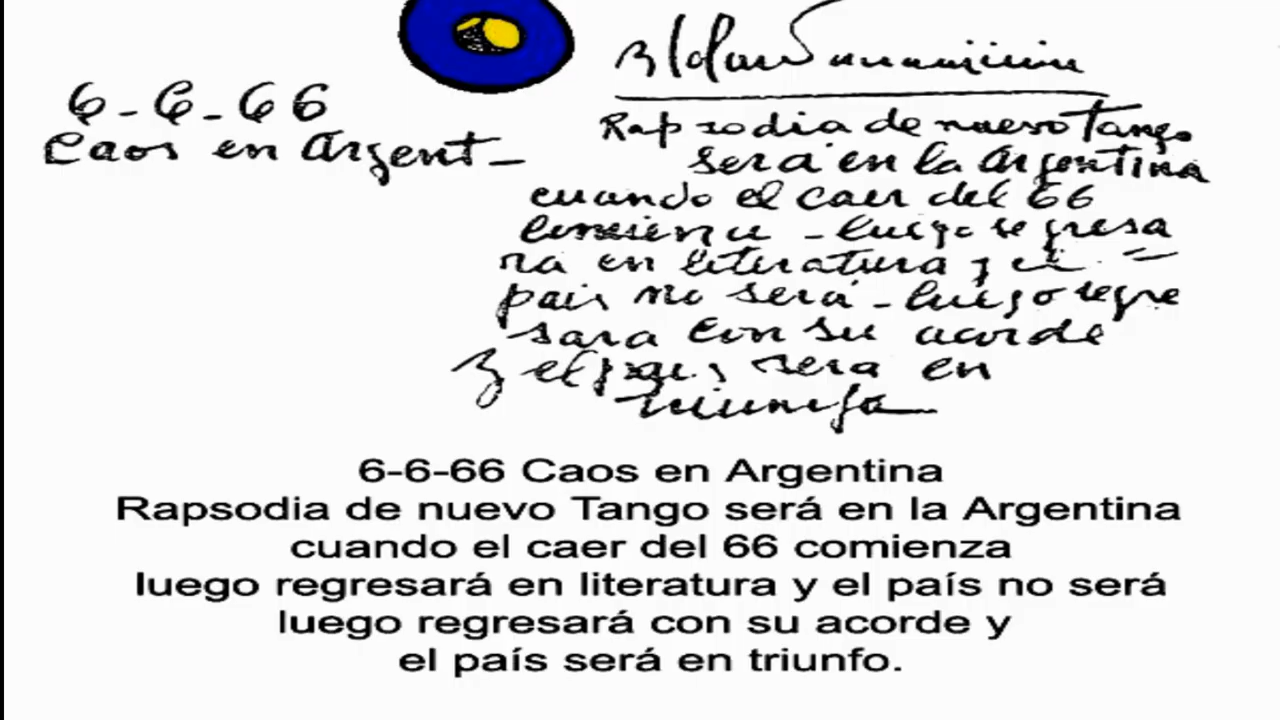 6-6-66
Caos en Argent-
Rapsodia de nuevo Tango
será en la Argentina
cuando el caer del 66
comienza - luego regresa
ra en literatura y el
pais no será - luego regre
sara con su acorde
y el pais sera en
triunfo
6-6-66 Caos en Argentina
Rapsodia de nuevo Tango será en la Argentina
cuando el caer del 66 comienza
luego regresará en literatura y el país no será
luego regresará con su acorde y
el país será en triunfo.